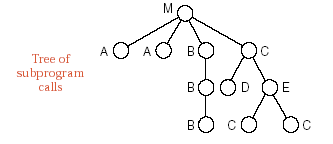 M
A A B C
Tree of
subprogram
calls
B D E
B C C